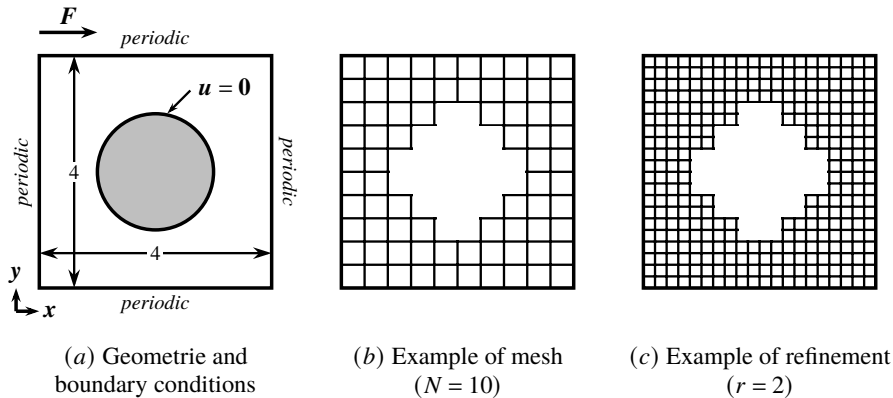 F
periodic
u = 0
periodic
4
periodic
4
y
x
periodic
(a) Geometrie and
boundary conditions
(b) Example of mesh
(N = 10)
(c) Example of refinement
(r = 2)